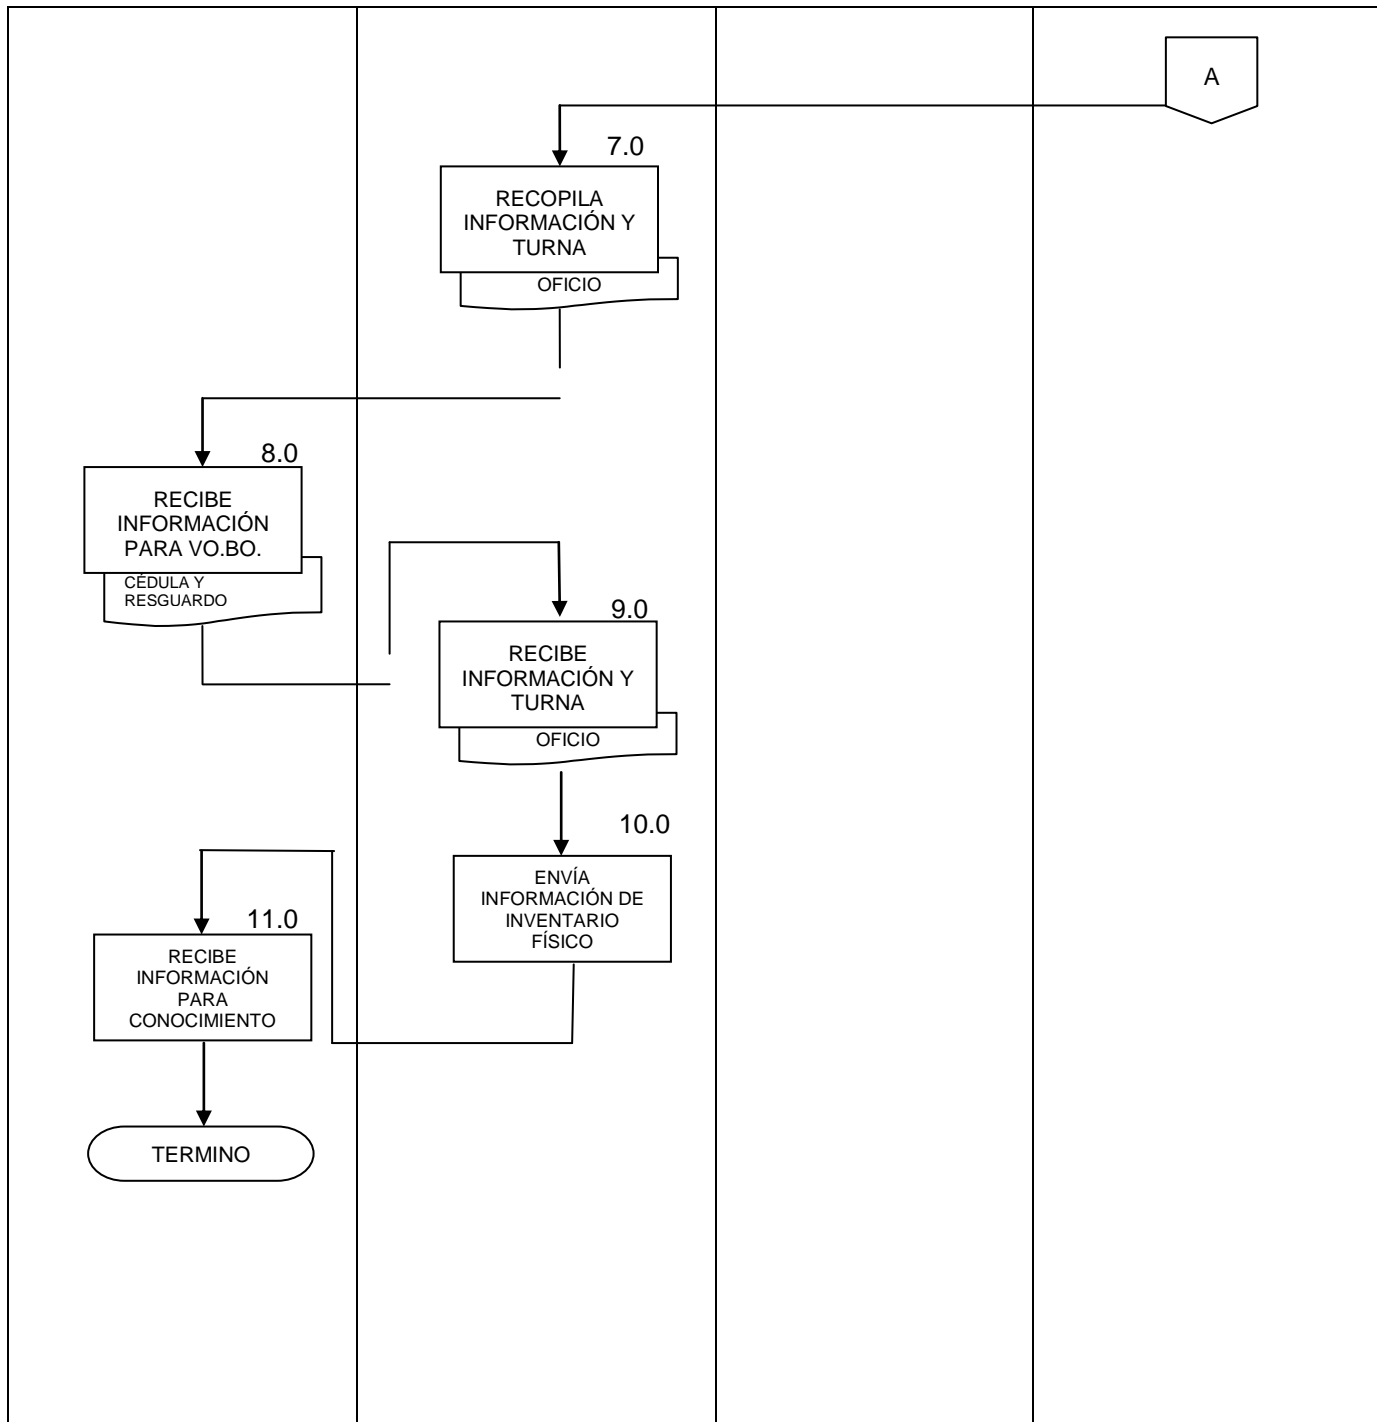 A
7.0
RECOPILA
INFORMACIÓN Y
TURNA
OFICIO
8.0
RECIBE
INFORMACIÓN
PARA VO.BO.
CÉDULA Y
RESGUARDO
9.0
RECIBE
INFORMACIÓN Y
TURNA
OFICIO
10.0
ENVÍA
INFORMACIÓN DE
INVENTARIO
FÍSICO
11.0
RECIBE
INFORMACIÓN
PARA
CONOCIMIENTO
TERMINO